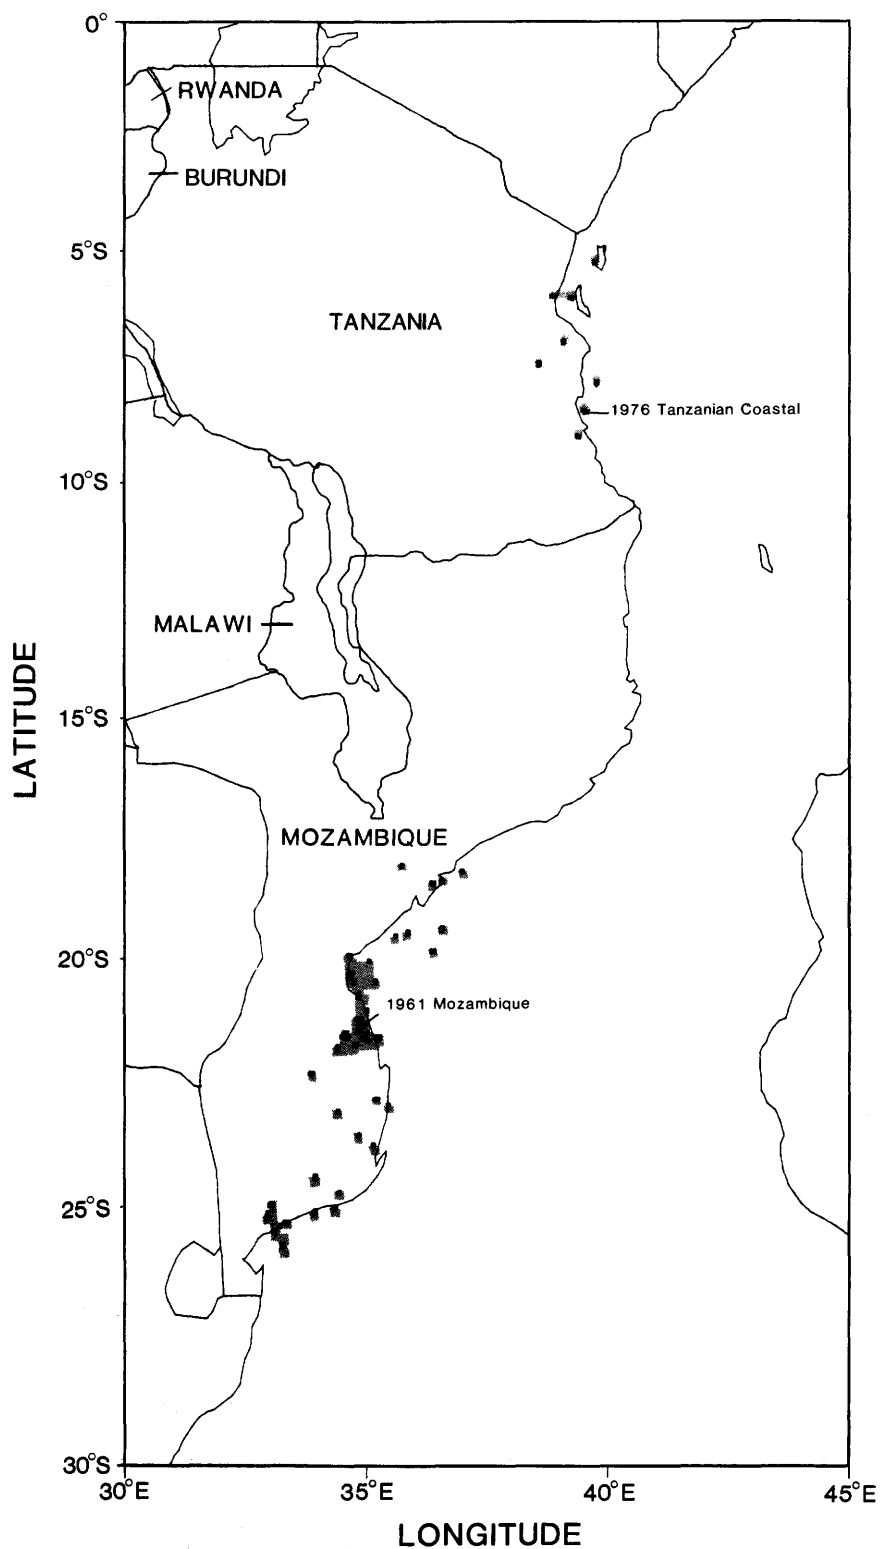 0°
RWANDA
BURUNDI
5°S
TANZANIA
1976 Tanzanian Coastal
10°S
MALAWI
LATITUDE
15°S
MOZAMBIQUE
20°S
1961 Mozambique
25°S
30°S
30°E 35°E 40°E 45°E
LONGITUDE